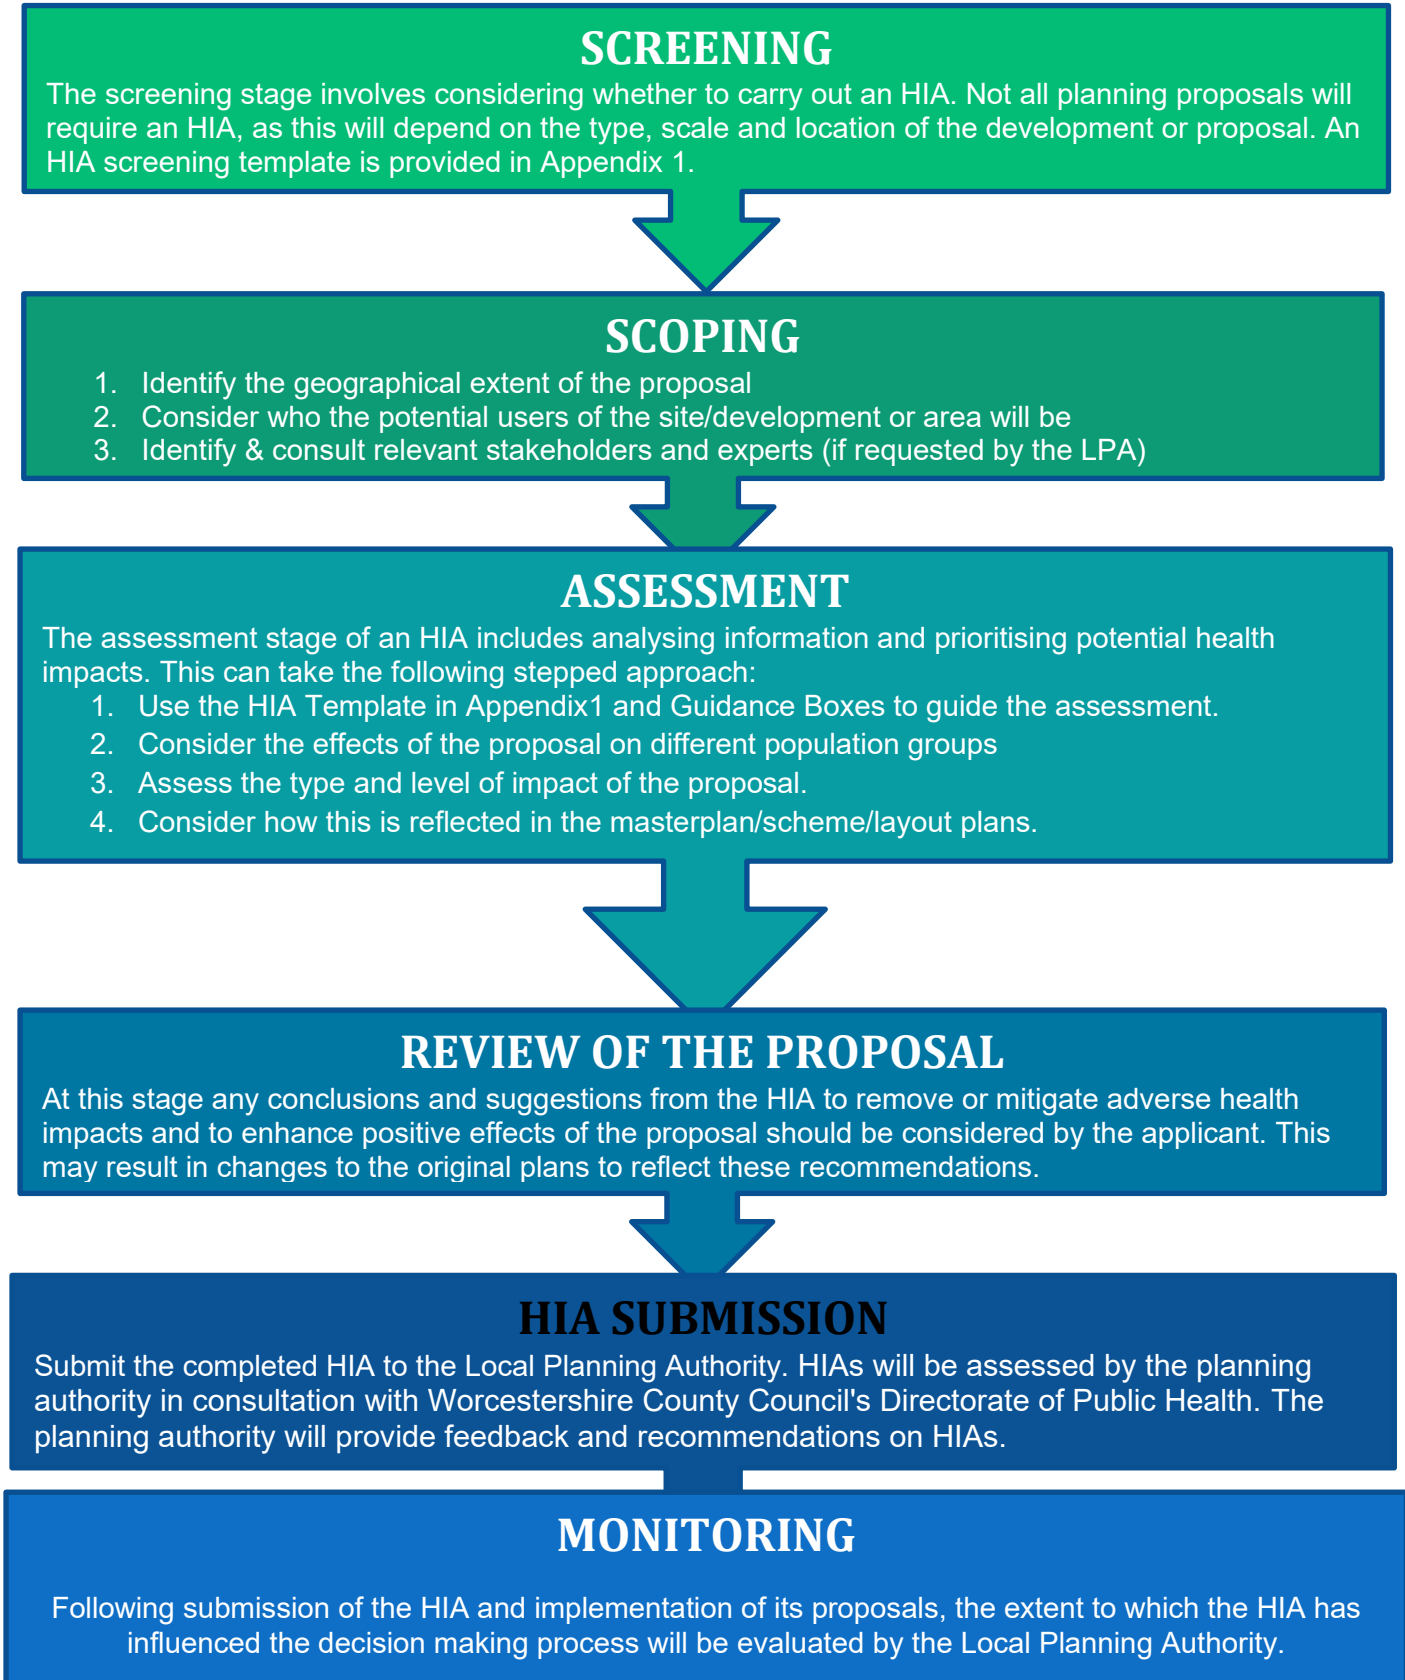 SCREENING
The screening stage involves considering whether to carry out an HIA. Not all planning proposals will
require an HIA, as this will depend on the type, scale and location of the development or proposal. An
HIA screening template is provided in Appendix 1.
SCOPING
1. Identify the geographical extent of the proposal
2. Consider who the potential users of the site/development or area will be
3. Identify & consult relevant stakeholders and experts (if requested by the LPA)
ASSESSMENT
The assessment stage of an HIA includes analysing information and prioritising potential health
impacts. This can take the following stepped approach:
1. Use the HIA Template in Appendix1 and Guidance Boxes to guide the assessment.
2. Consider the effects of the proposal on different population groups
3. Assess the type and level of impact of the proposal.
4. Consider how this is reflected in the masterplan/scheme/layout plans.
REVIEW OF THE PROPOSAL
At this stage any conclusions and suggestions from the HIA to remove or mitigate adverse health
impacts and to enhance positive effects of the proposal should be considered by the applicant. This
may result in changes to the original plans to reflect these recommendations.
HIA SUBMISSION
Submit the completed HIA to the Local Planning Authority. HIAs will be assessed by the planning
authority in consultation with Worcestershire County Council's Directorate of Public Health. The
planning authority will provide feedback and recommendations on HIAs.
MONITORING
Following submission of the HIA and implementation of its proposals, the extent to which the HIA has
influenced the decision making process will be evaluated by the Local Planning Authority.